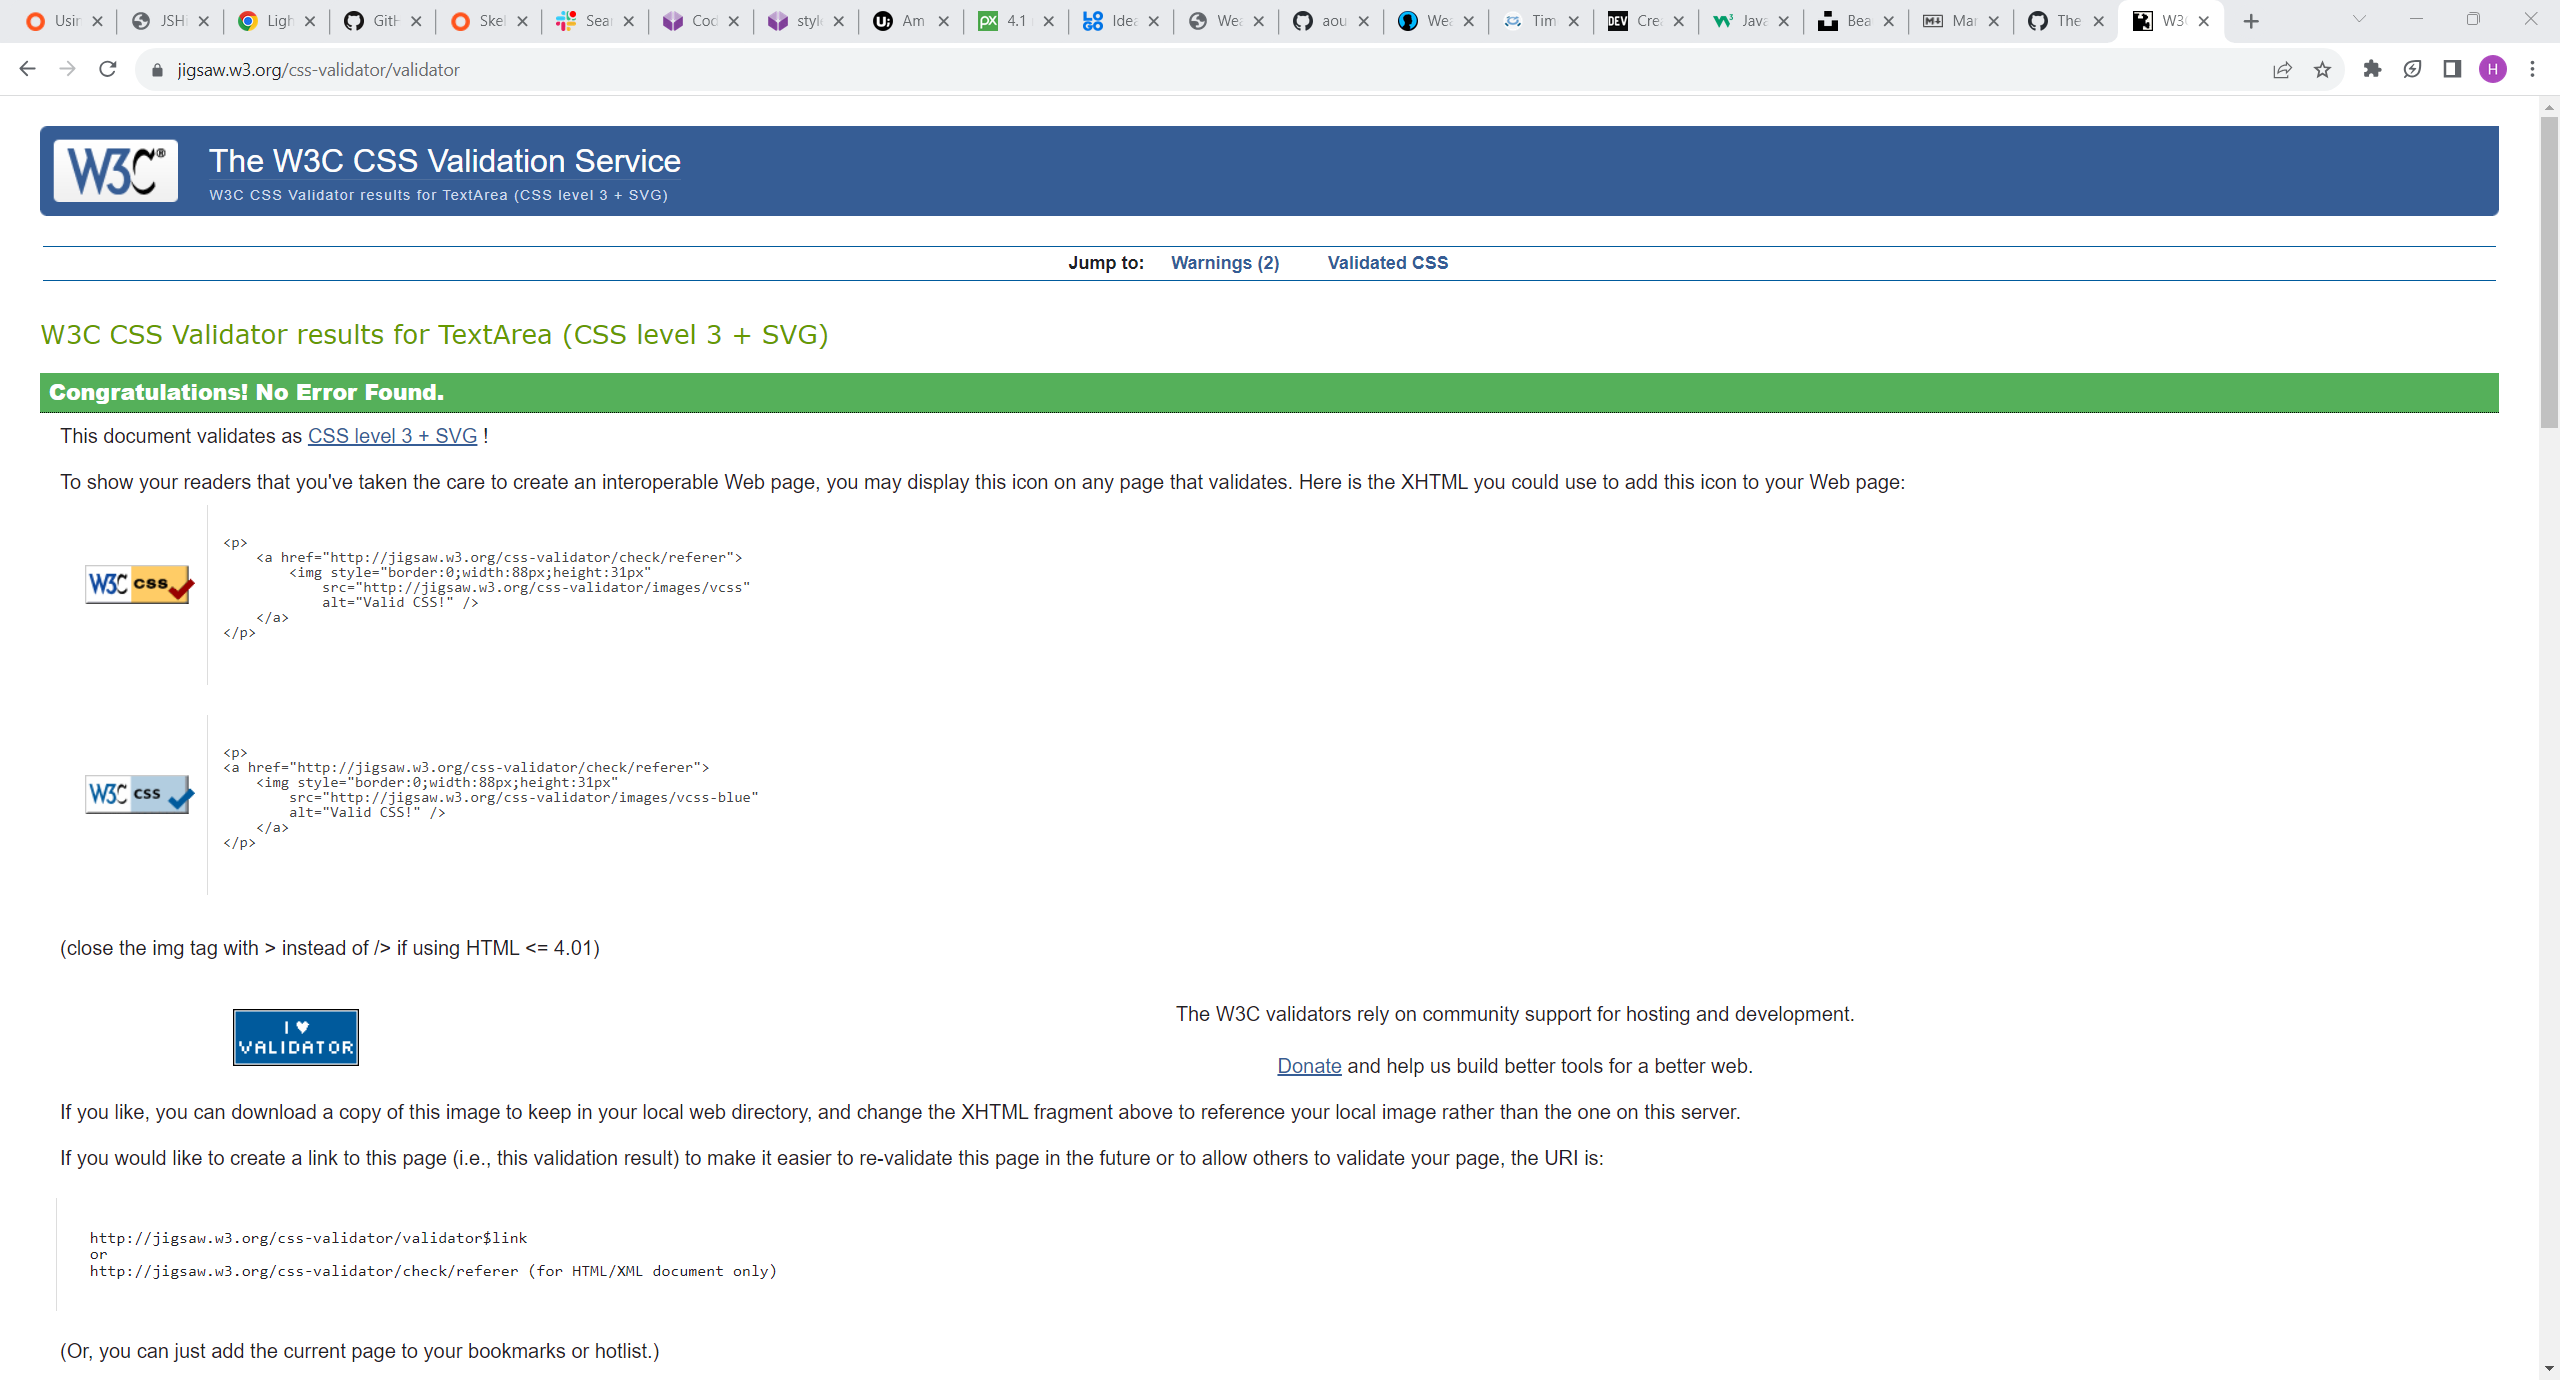 Usin
JSHi
Ligh
GitH
Skel
Sear
Cod
style
Am
4.1
Idea
Wea
aou
Wea
Tim
Crea
Java
Bea
Mar
The
W3C
jigsaw.w3.org/css-validator/validator
H
W3C®
The W3C CSS Validation Service
W3C CSS Validator results for TextArea (CSS level 3 + SVG)
Jump to: Warnings (2) Validated CSS
W3C CSS Validator results for TextArea (CSS level 3 + SVG)
Congratulations! No Error Found.
This document validates as CSS level 3 + SVG !
To show your readers that you've taken the care to create an interoperable Web page, you may display this icon on any page that validates. Here is the XHTML you could use to add this icon to your Web page:
W3C css
<p>
<a href="http://jigsaw.w3.org/css-validator/check/referer">
<img style="border:0;width:88px;height:31px"
src="http://jigsaw.w3.org/css-validator/images/vcss"
alt="Valid CSS!" />
</a>
</p>
W3C css
<p>
<a href="http://jigsaw.w3.org/css-validator/check/referer">
<img style="border:0;width:88px;height:31px"
src="http://jigsaw.w3.org/css-validator/images/vcss-blue"
alt="Valid CSS!" />
</a>
</p>
(close the img tag with > instead of /> if using HTML <= 4.01)
I ♥
VALIDATOR
The W3C validators rely on community support for hosting and development.
Donate and help us build better tools for a better web.
If you like, you can download a copy of this image to keep in your local web directory, and change the XHTML fragment above to reference your local image rather than the one on this server.
If you would like to create a link to this page (i.e., this validation result) to make it easier to re-validate this page in the future or to allow others to validate your page, the URI is:
http://jigsaw.w3.org/css-validator/validator$link
or
http://jigsaw.w3.org/css-validator/check/referer (for HTML/XML document only)
(Or, you can just add the current page to your bookmarks or hotlist.)